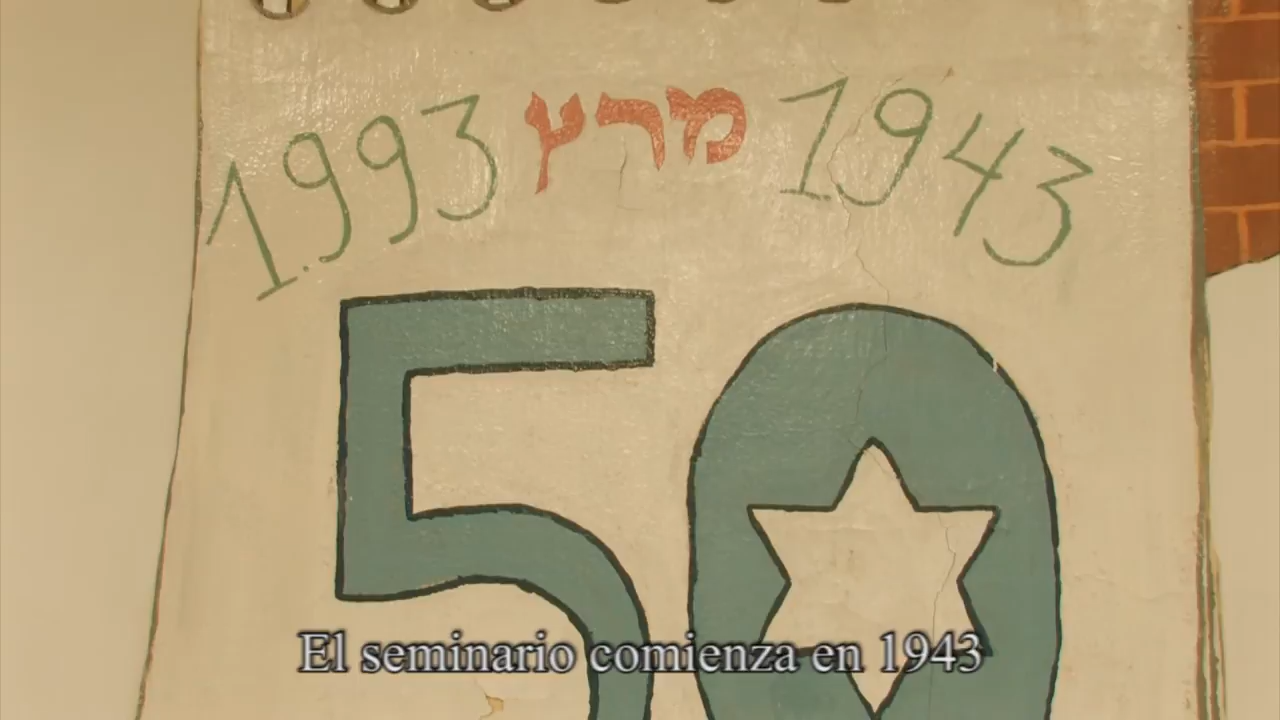 1993 מרץ 1943
50
El seminario comienza en 1943